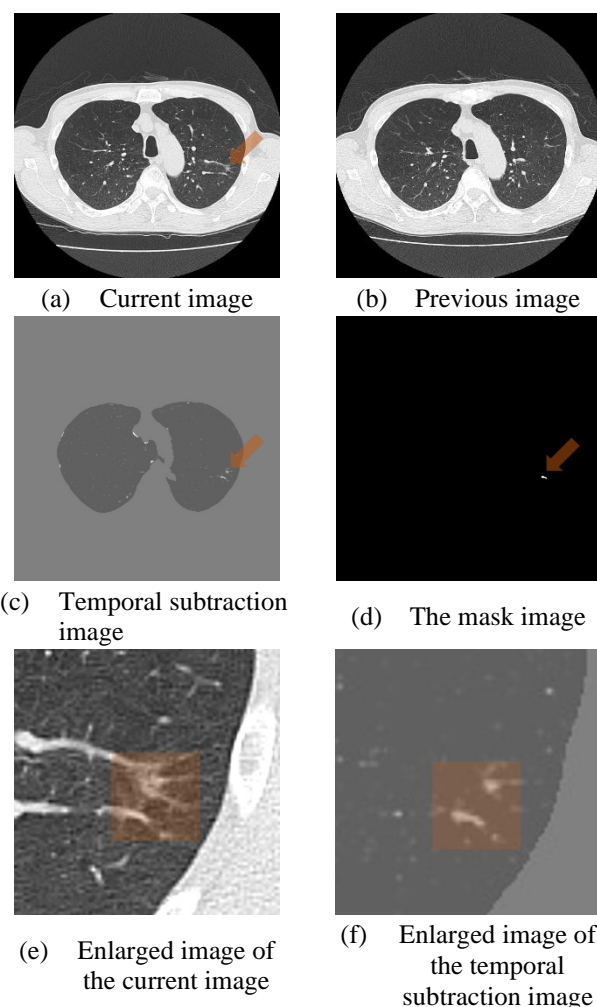 (a) Current image
(b) Previous image
(c) Temporal subtraction
image
(d) The mask image
(e) Enlarged image of
the current image
(f) Enlarged image of
the temporal
subtraction image